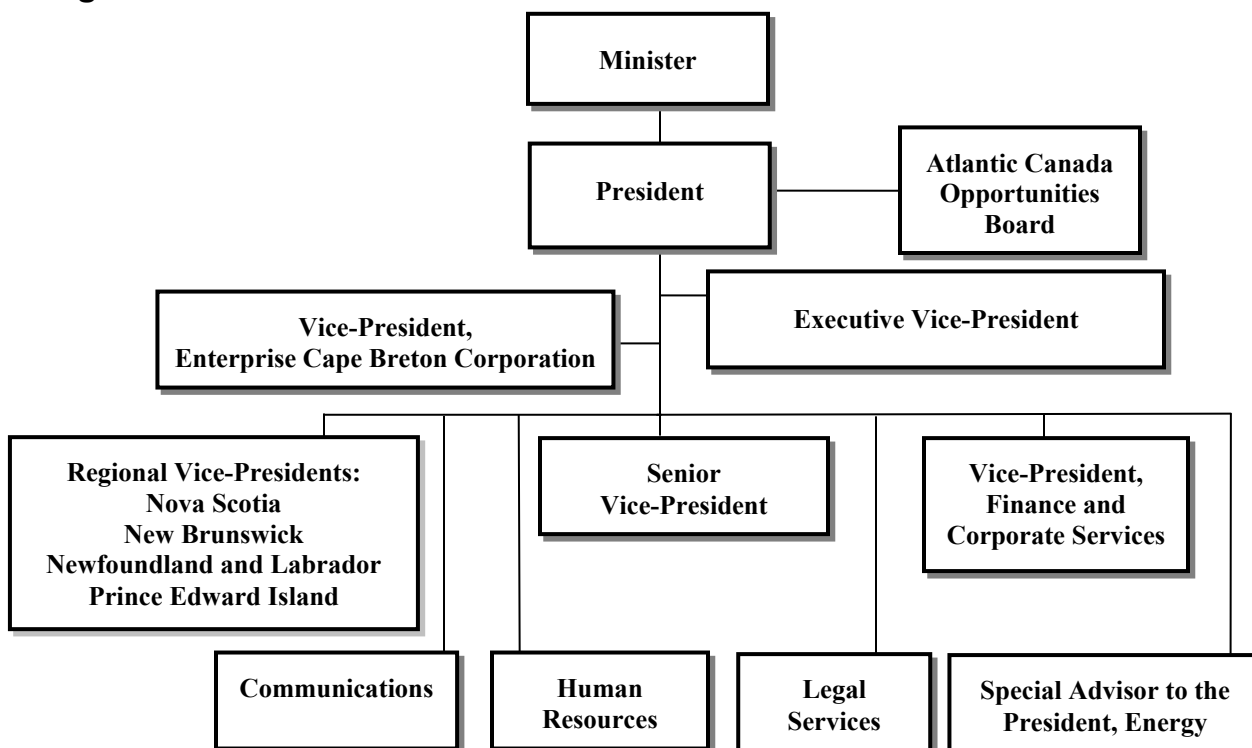 Minister
President
Atlantic Canada
Opportunities
Board
Executive Vice-President
Vice-President,
Enterprise Cape Breton Corporation
Regional Vice-Presidents:
Nova Scotia
New Brunswick
Newfoundland and Labrador
Prince Edward Island
Senior
Vice-President
Vice-President,
Finance and
Corporate Services
Communications
Human
Resources
Legal
Services
Special Advisor to the
President, Energy